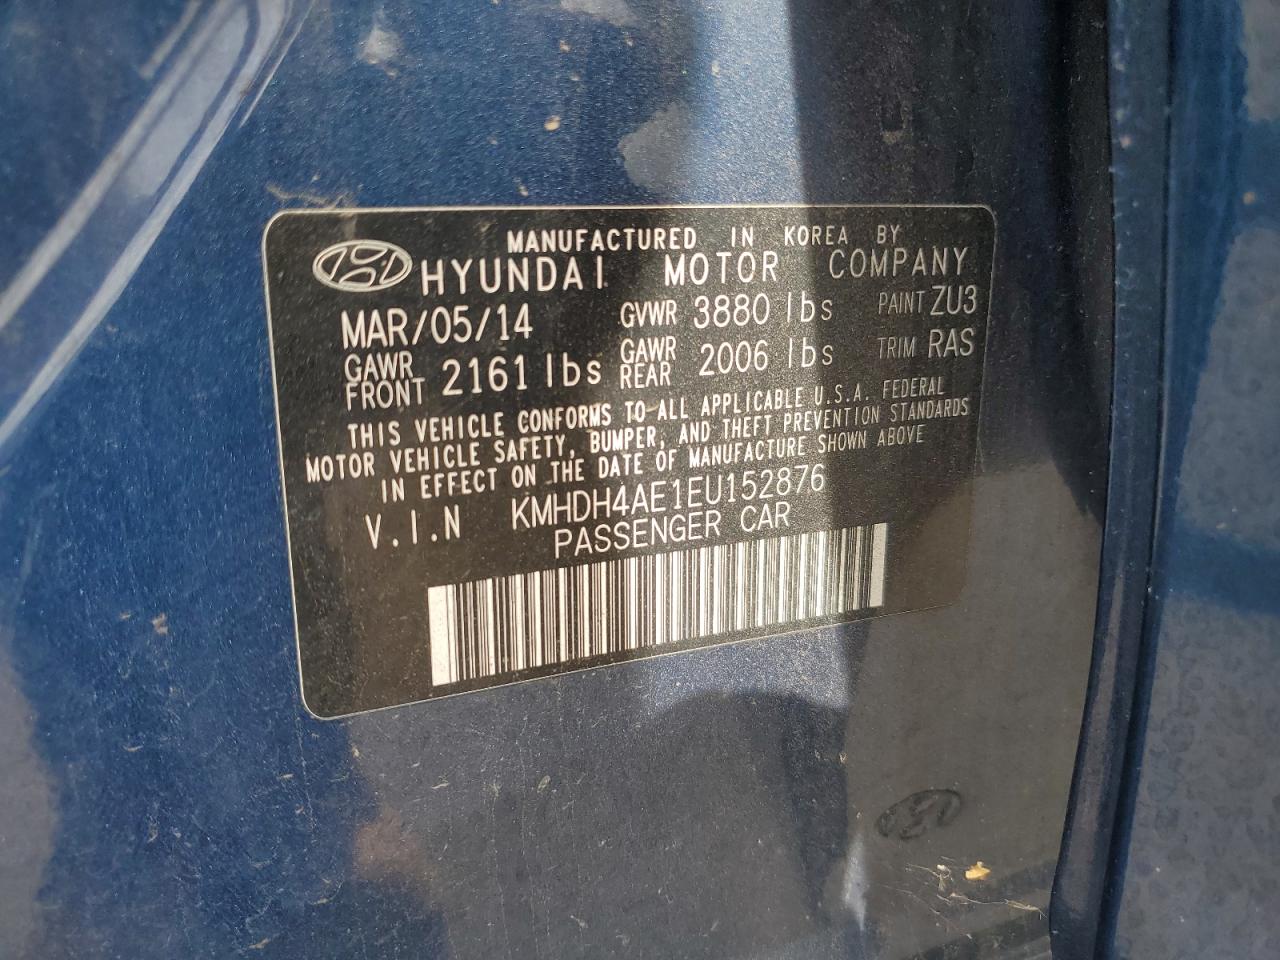 MANUFACTURED IN KOREA BY
HYUNDAI MOTOR COMPANY
MAR/05/14 GVWR 3880 lbs PAINT ZU3
GAWR FRONT 2161 lbs GAWR REAR 2006 lbs TRIM RAS
THIS VEHICLE CONFORMS TO ALL APPLICABLE U.S.A. FEDERAL
MOTOR VEHICLE SAFETY, BUMPER, AND THEFT PREVENTION STANDARDS
IN EFFECT ON THE DATE OF MANUFACTURE SHOWN ABOVE
V.I.N KMHDH4AE1EU152876
PASSENGER CAR